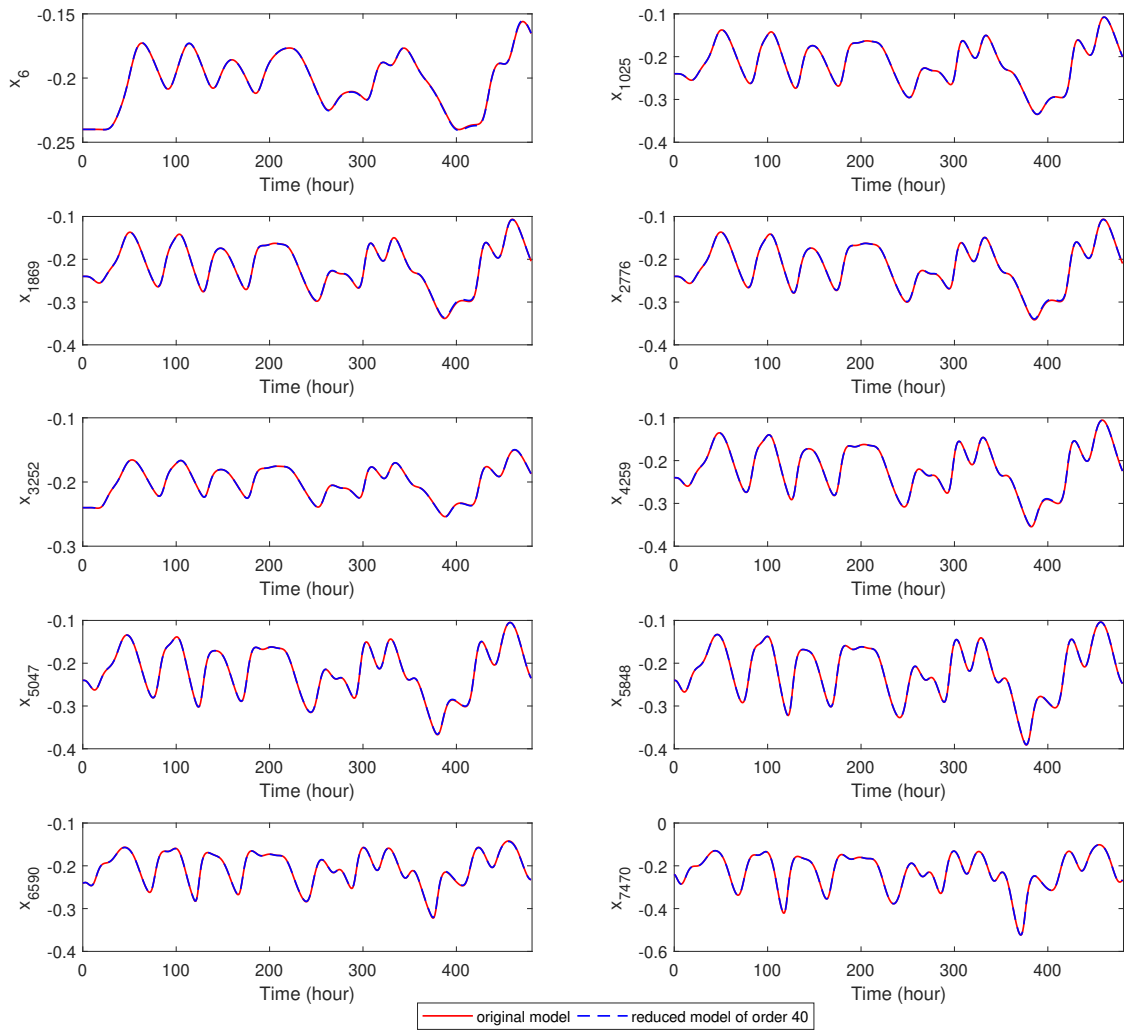 -0.15
-0.2
-0.25
x6
0 100 200 300 400
Time (hour)
-0.1
-0.2
-0.3
-0.4
x1025
0 100 200 300 400
Time (hour)
-0.1
-0.2
-0.3
-0.4
x1869
0 100 200 300 400
Time (hour)
-0.1
-0.2
-0.3
-0.4
x2776
0 100 200 300 400
Time (hour)
-0.1
-0.2
-0.3
x3252
0 100 200 300 400
Time (hour)
-0.1
-0.2
-0.3
-0.4
x4259
0 100 200 300 400
Time (hour)
-0.1
-0.2
-0.3
-0.4
x5047
0 100 200 300 400
Time (hour)
-0.1
-0.2
-0.3
-0.4
x5848
0 100 200 300 400
Time (hour)
-0.1
-0.2
-0.3
-0.4
x6590
0 100 200 300 400
Time (hour)
0
-0.2
-0.4
-0.6
x7470
0 100 200 300 400
Time (hour)
original model reduced model of order 40